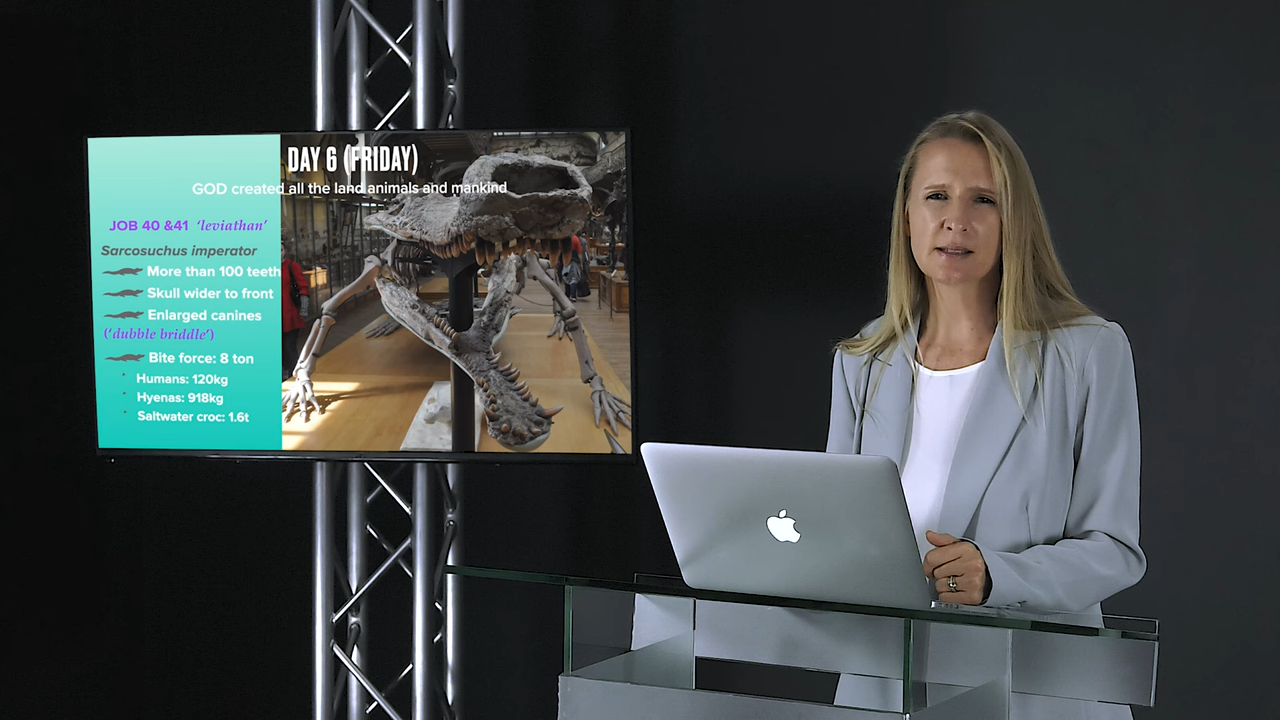 DAY 6 (FRIDAY)
GOD created all the land animals and mankind
JOB 40 &41 'leviathan'
Sarcosuchus imperator
More than 100 teeth
Skull wider to front
Enlarged canines
('dubble briddle')
Bite force: 8 ton
Humans: 120kg
Hyenas: 918kg
Saltwater croc: 1.6t